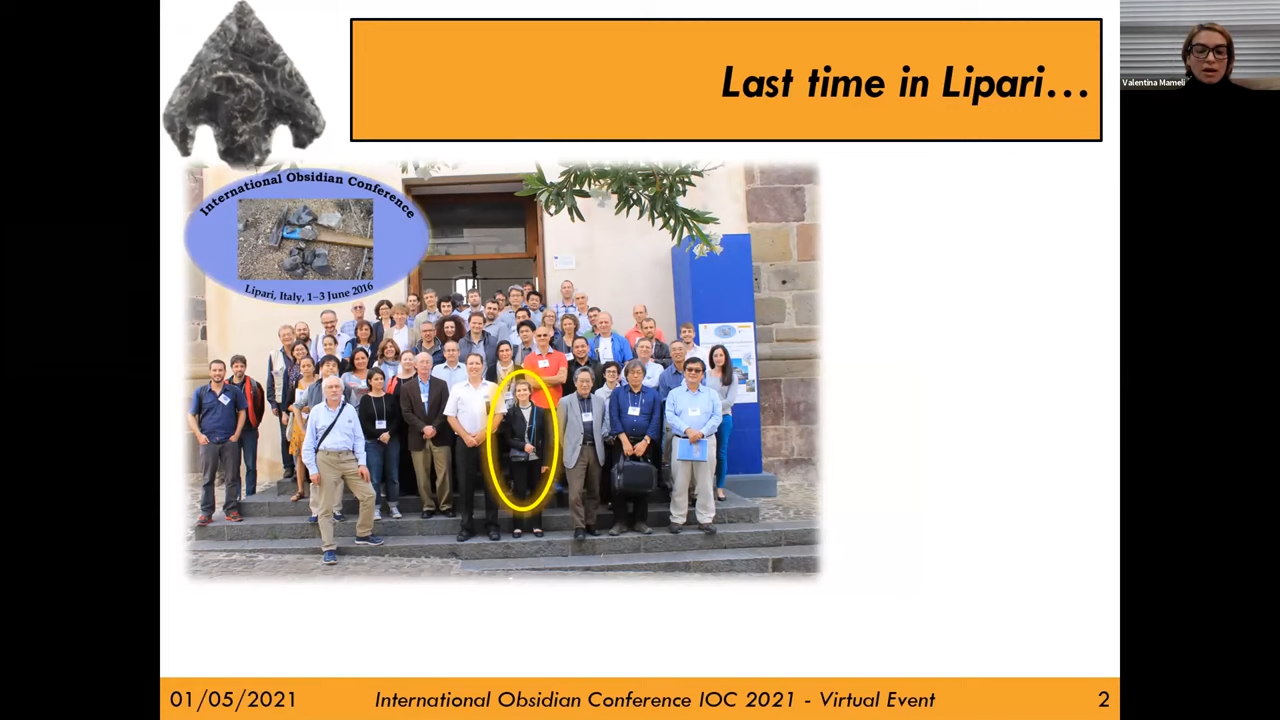 Last time in Lipari...
Valentina Mameli
International Obsidian Conference
Lipari, Italy, 1–3 June 2016
01/05/2021
International Obsidian Conference IOC 2021 - Virtual Event
2